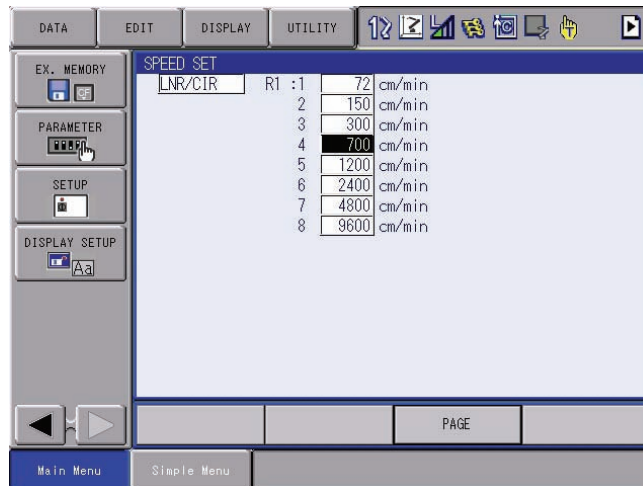 DATA EDIT DISPLAY UTILITY
EX. MEMORY
CF
PARAMETER
SETUP
DISPLAY SETUP
Aa
SPEED SET
LNR/CIR R1 :1 72 cm/min
2 150 cm/min
3 300 cm/min
4 700 cm/min
5 1200 cm/min
6 2400 cm/min
7 4800 cm/min
8 9600 cm/min
PAGE
Main Menu Simple Menu